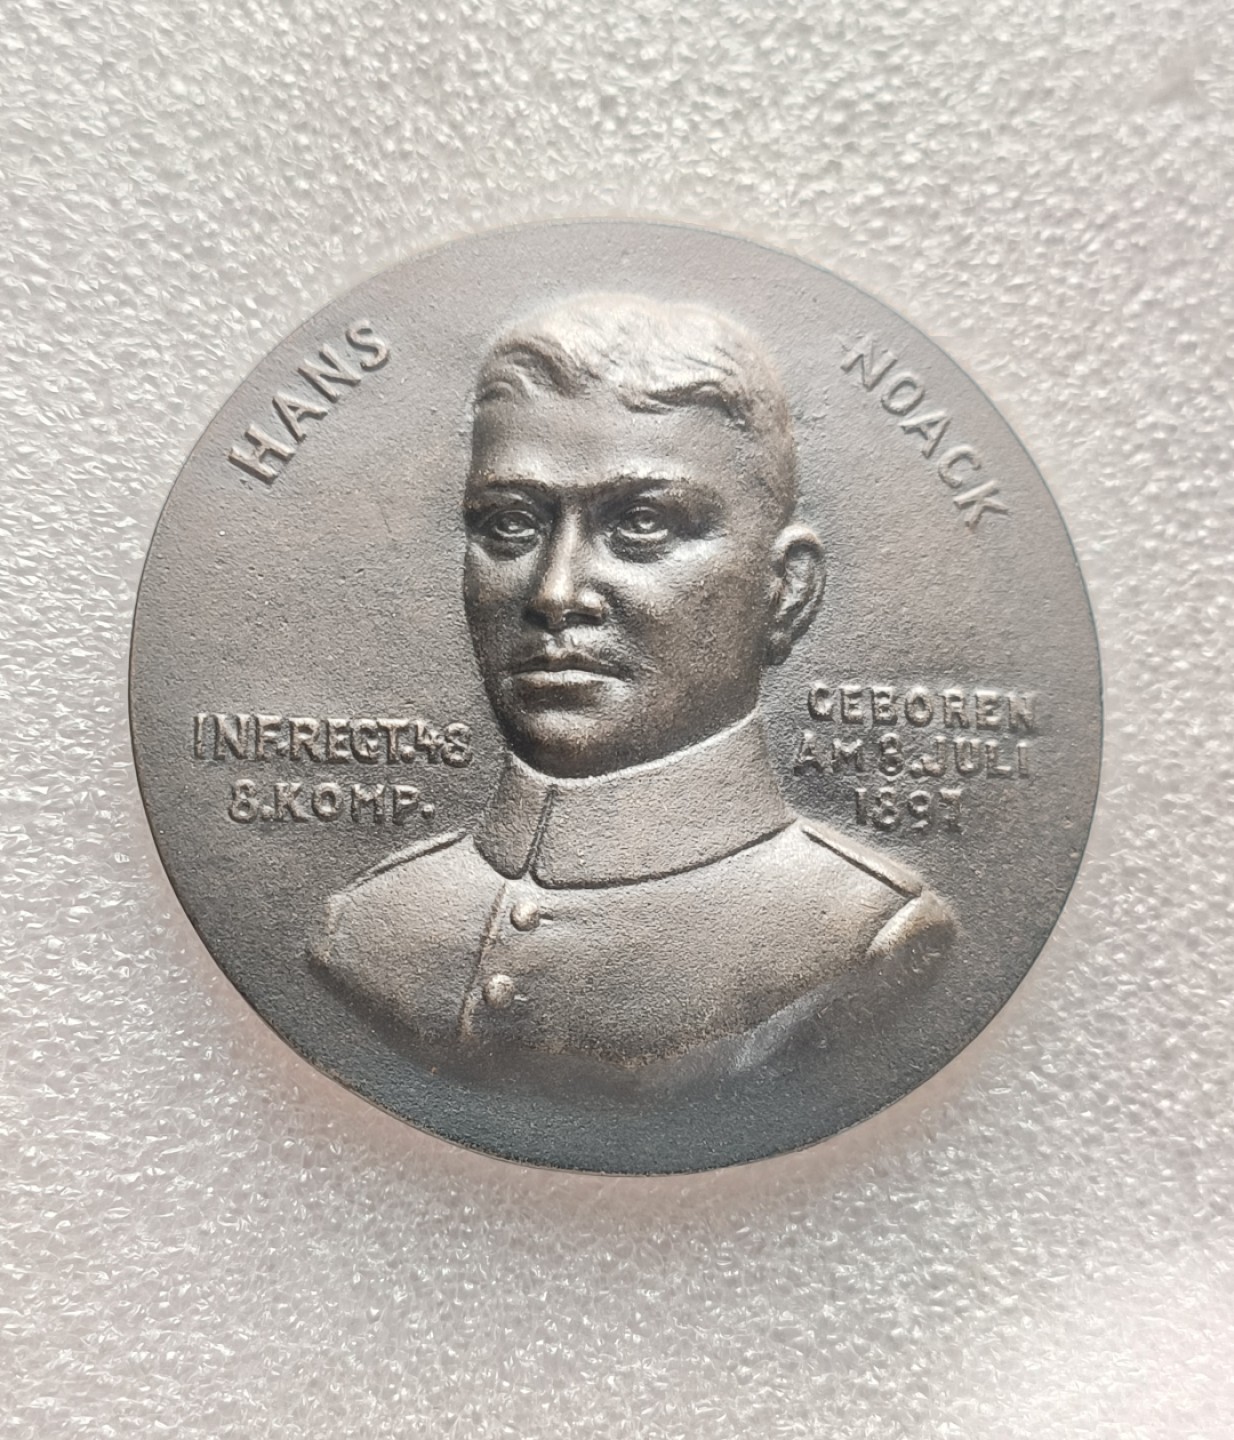 HANS NOACK
INF.REGT.48
8.KOMP.
GEBOREN
AM 8.JULI
1897